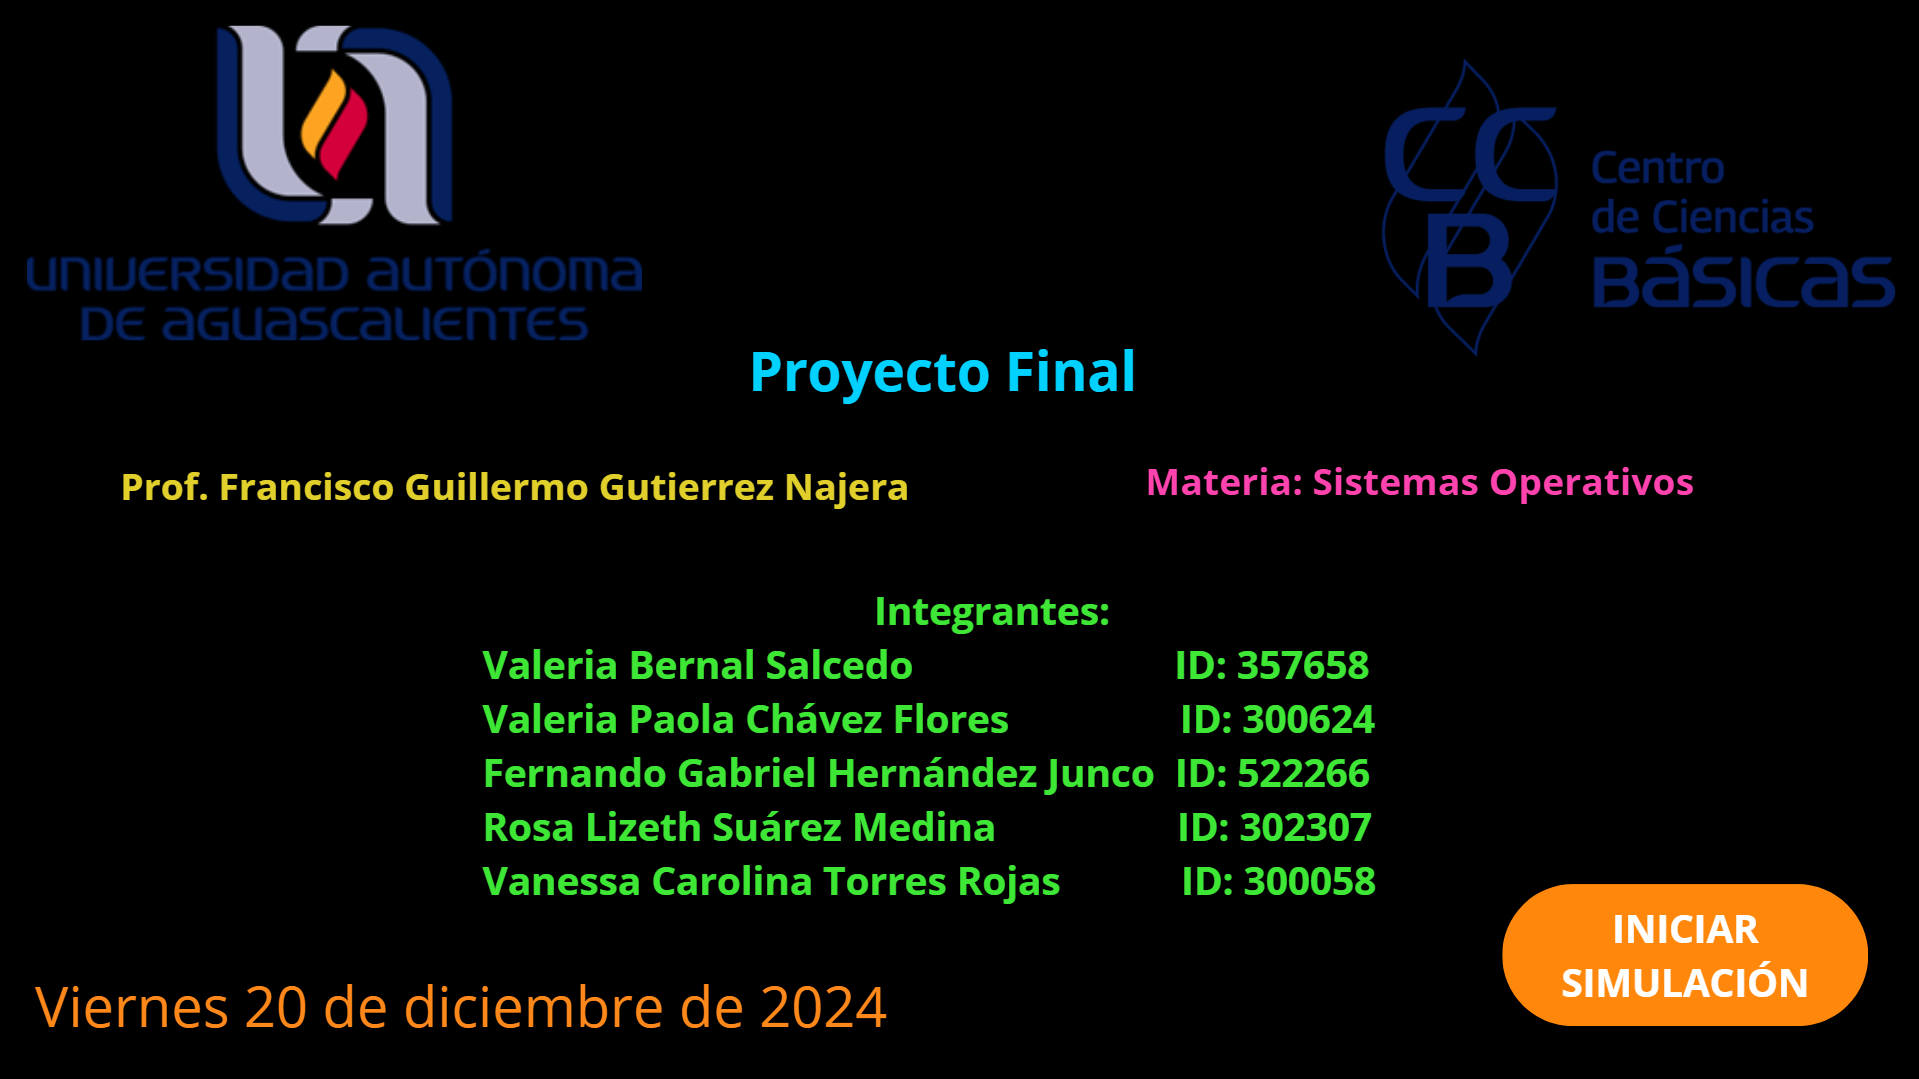 UNIVERSIDAD AUTÓNOMA
DE AGUASCALIENTES
CCB
Centro
de Ciencias
BÁSICAS
Proyecto Final
Prof. Francisco Guillermo Gutierrez Najera
Materia: Sistemas Operativos
Integrantes:
Valeria Bernal Salcedo ID: 357658
Valeria Paola Chávez Flores ID: 300624
Fernando Gabriel Hernández Junco ID: 522266
Rosa Lizeth Suárez Medina ID: 302307
Vanessa Carolina Torres Rojas ID: 300058
INICIAR
SIMULACIÓN
Viernes 20 de diciembre de 2024